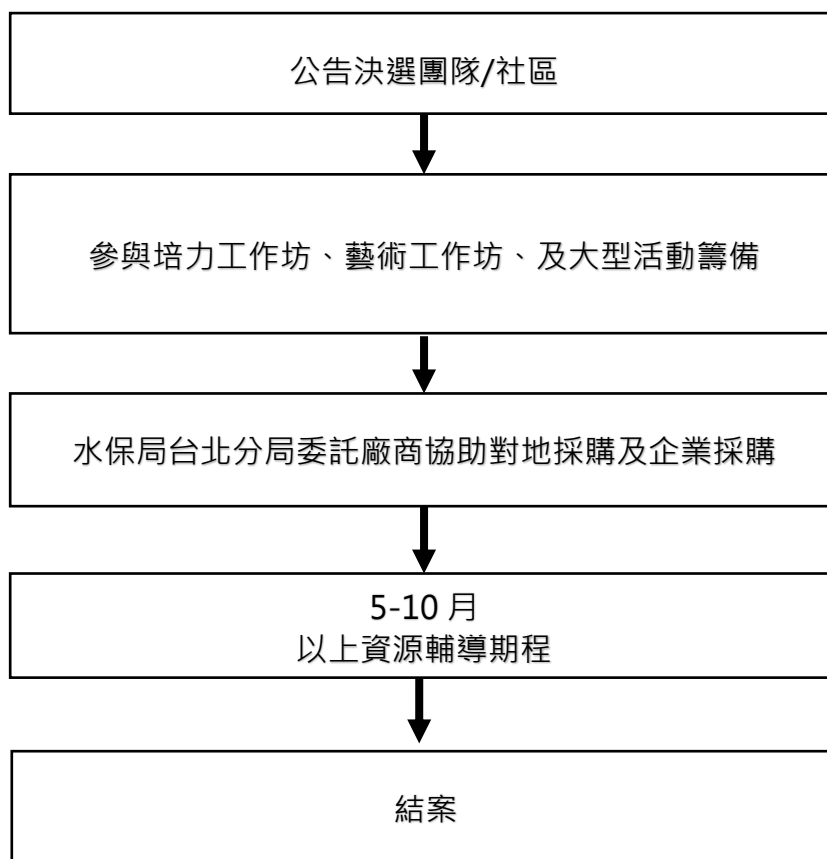 公告決選團隊/社區
參與培力工作坊、藝術工作坊、及大型活動籌備
水保局台北分局委託廠商協助對地採購及企業採購
5-10 月
以上資源輔導期程
結案